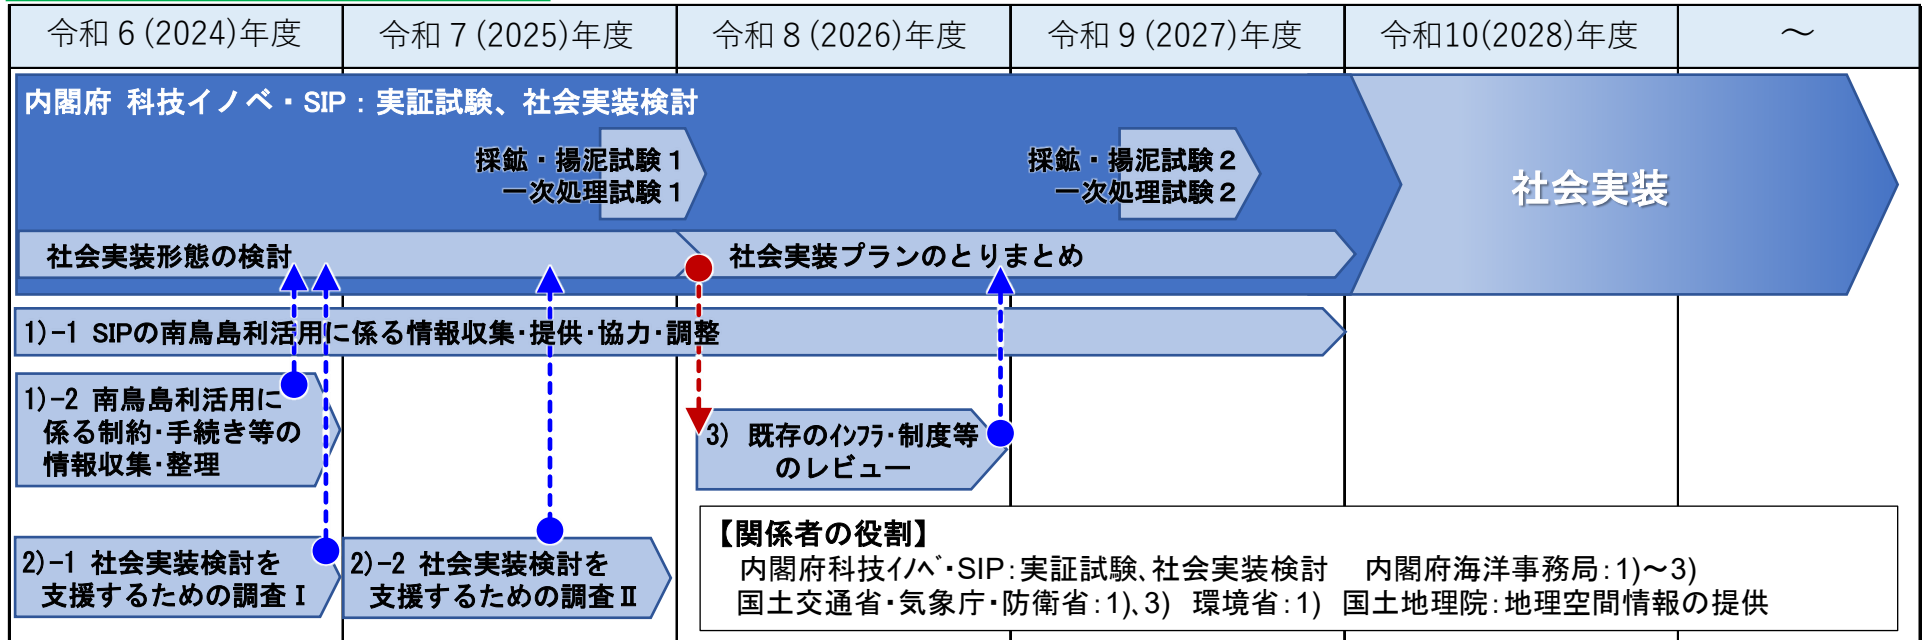 令和６(2024)年度
令和７(2025)年度
令和８(2026)年度
令和９(2027)年度
令和10(2028)年度
～
内閣府 科技イノベ・SIP：実証試験、社会実装検討
採鉱・揚泥試験１
一次処理試験１
採鉱・揚泥試験２
一次処理試験２
社会実装
社会実装形態の検討
社会実装プランのとりまとめ
1)-1 SIPの南鳥島利活用に係る情報収集･提供･協力･調整
1)-2 南鳥島利活用に
係る制約･手続き等の
情報収集･整理
3) 既存のｲﾝﾌﾗ･制度等
のレビュー
2)-1 社会実装検討を
支援するための調査Ⅰ
2)-2 社会実装検討を
支援するための調査Ⅱ
【関係者の役割】
内閣府科技ｲﾉﾍﾞ･SIP:実証試験､社会実装検討　内閣府海洋事務局:1)～3)
国土交通省・気象庁・防衛省:1)､3)　環境省:1)　国土地理院:地理空間情報の提供